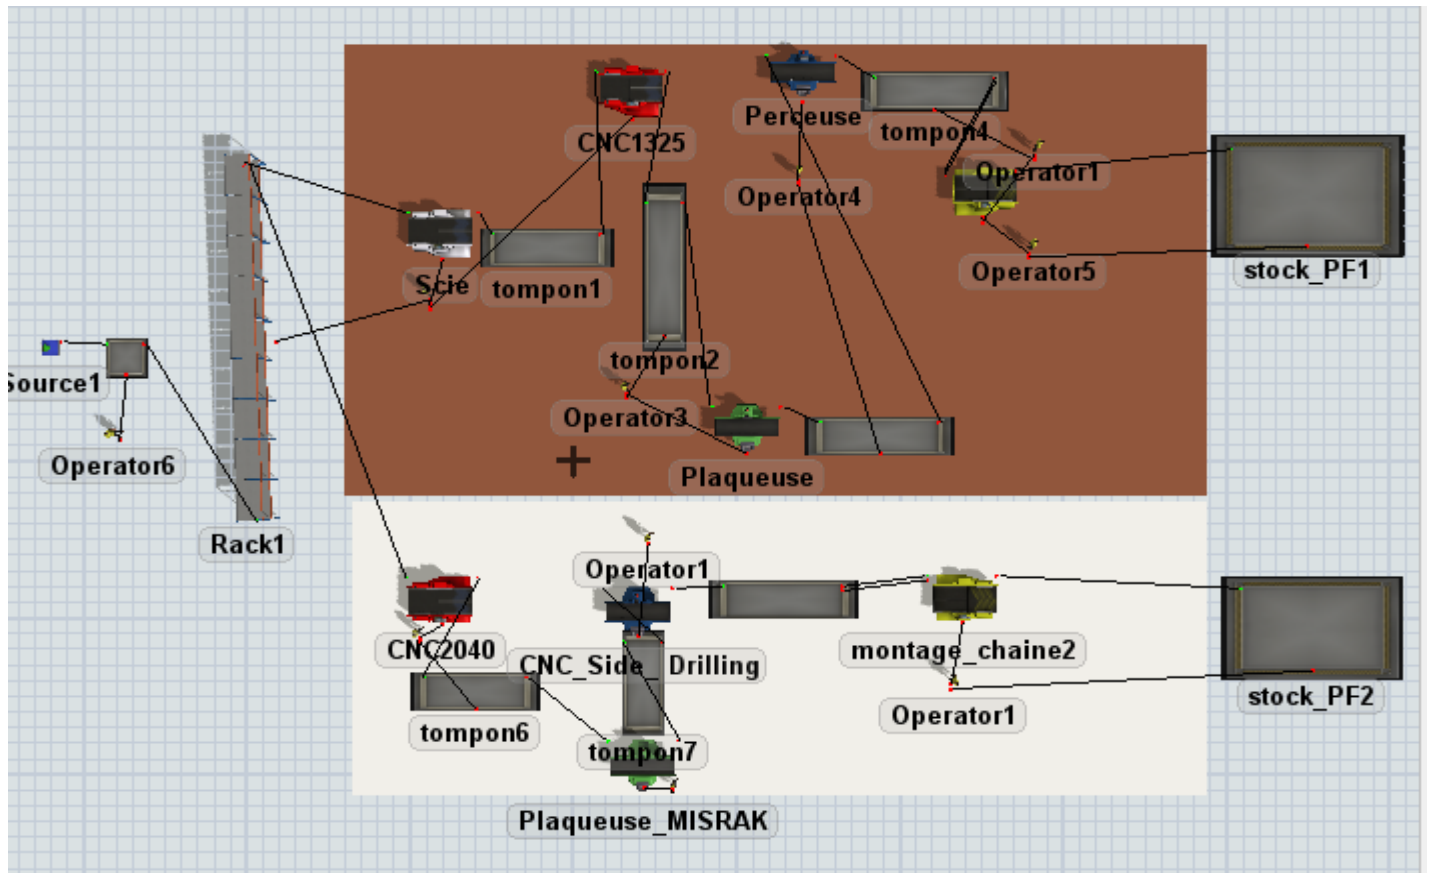 CNC1325
Perceuse
tompon4
Operator1
Operator4
Scie
tompon1
Operator5
stock_PF1
tompon2
Source1
Operator3
Operator6
Plaqueuse
Rack1
Operator1
CNC2040
CNC_Side_Drilling
montage_chaine2
stock_PF2
Operator1
tompon6
tompon7
Plaqueuse_MISRAK